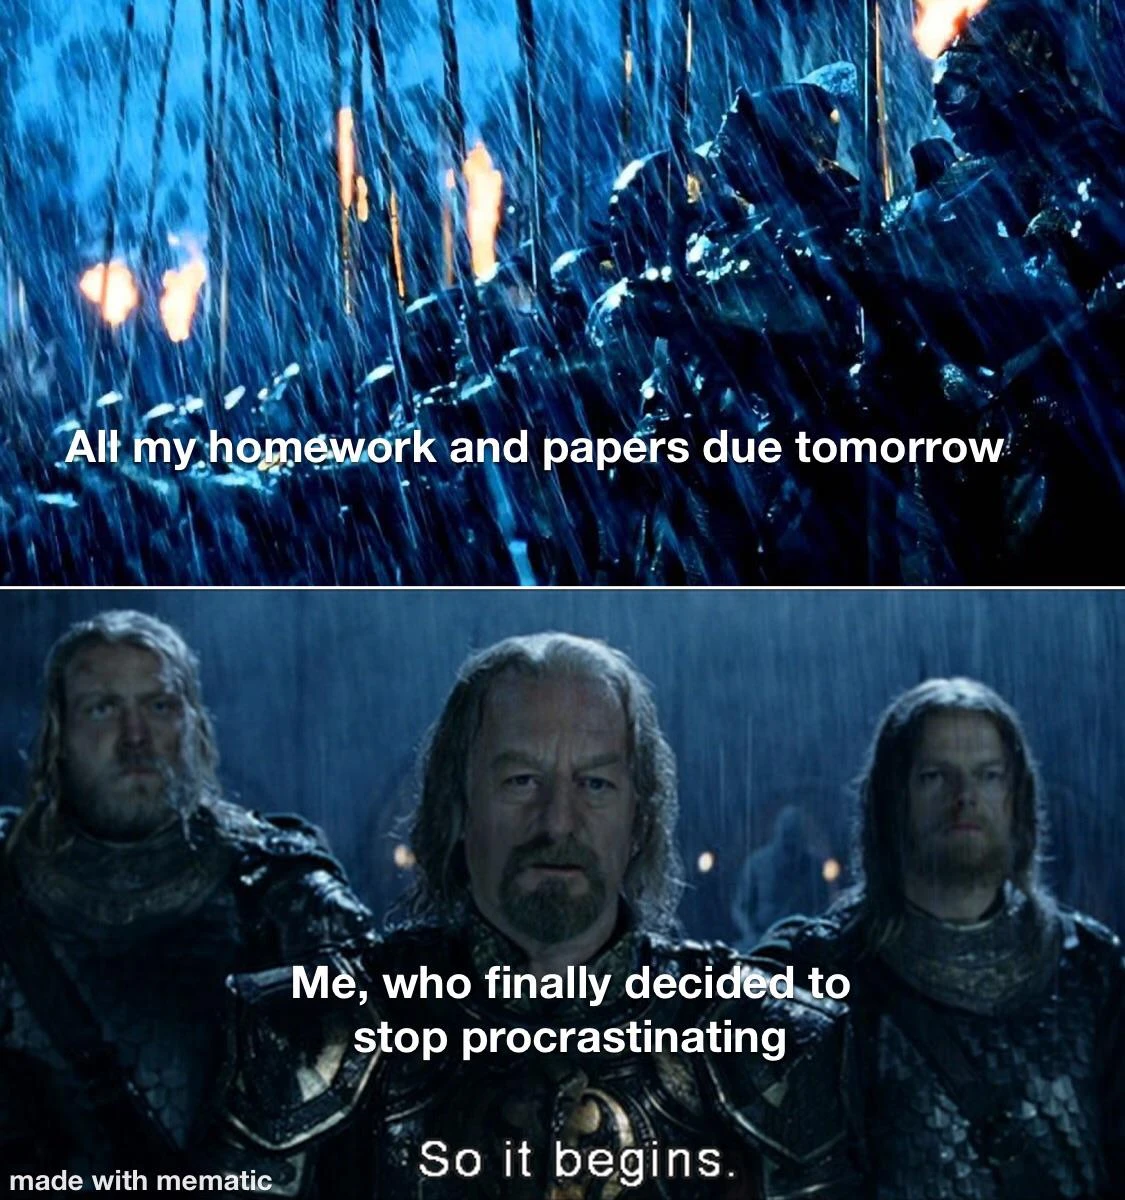 All my homework and papers due tomorrow
Me, who finally decided to
stop procrastinating
So it begins.
made with mematic